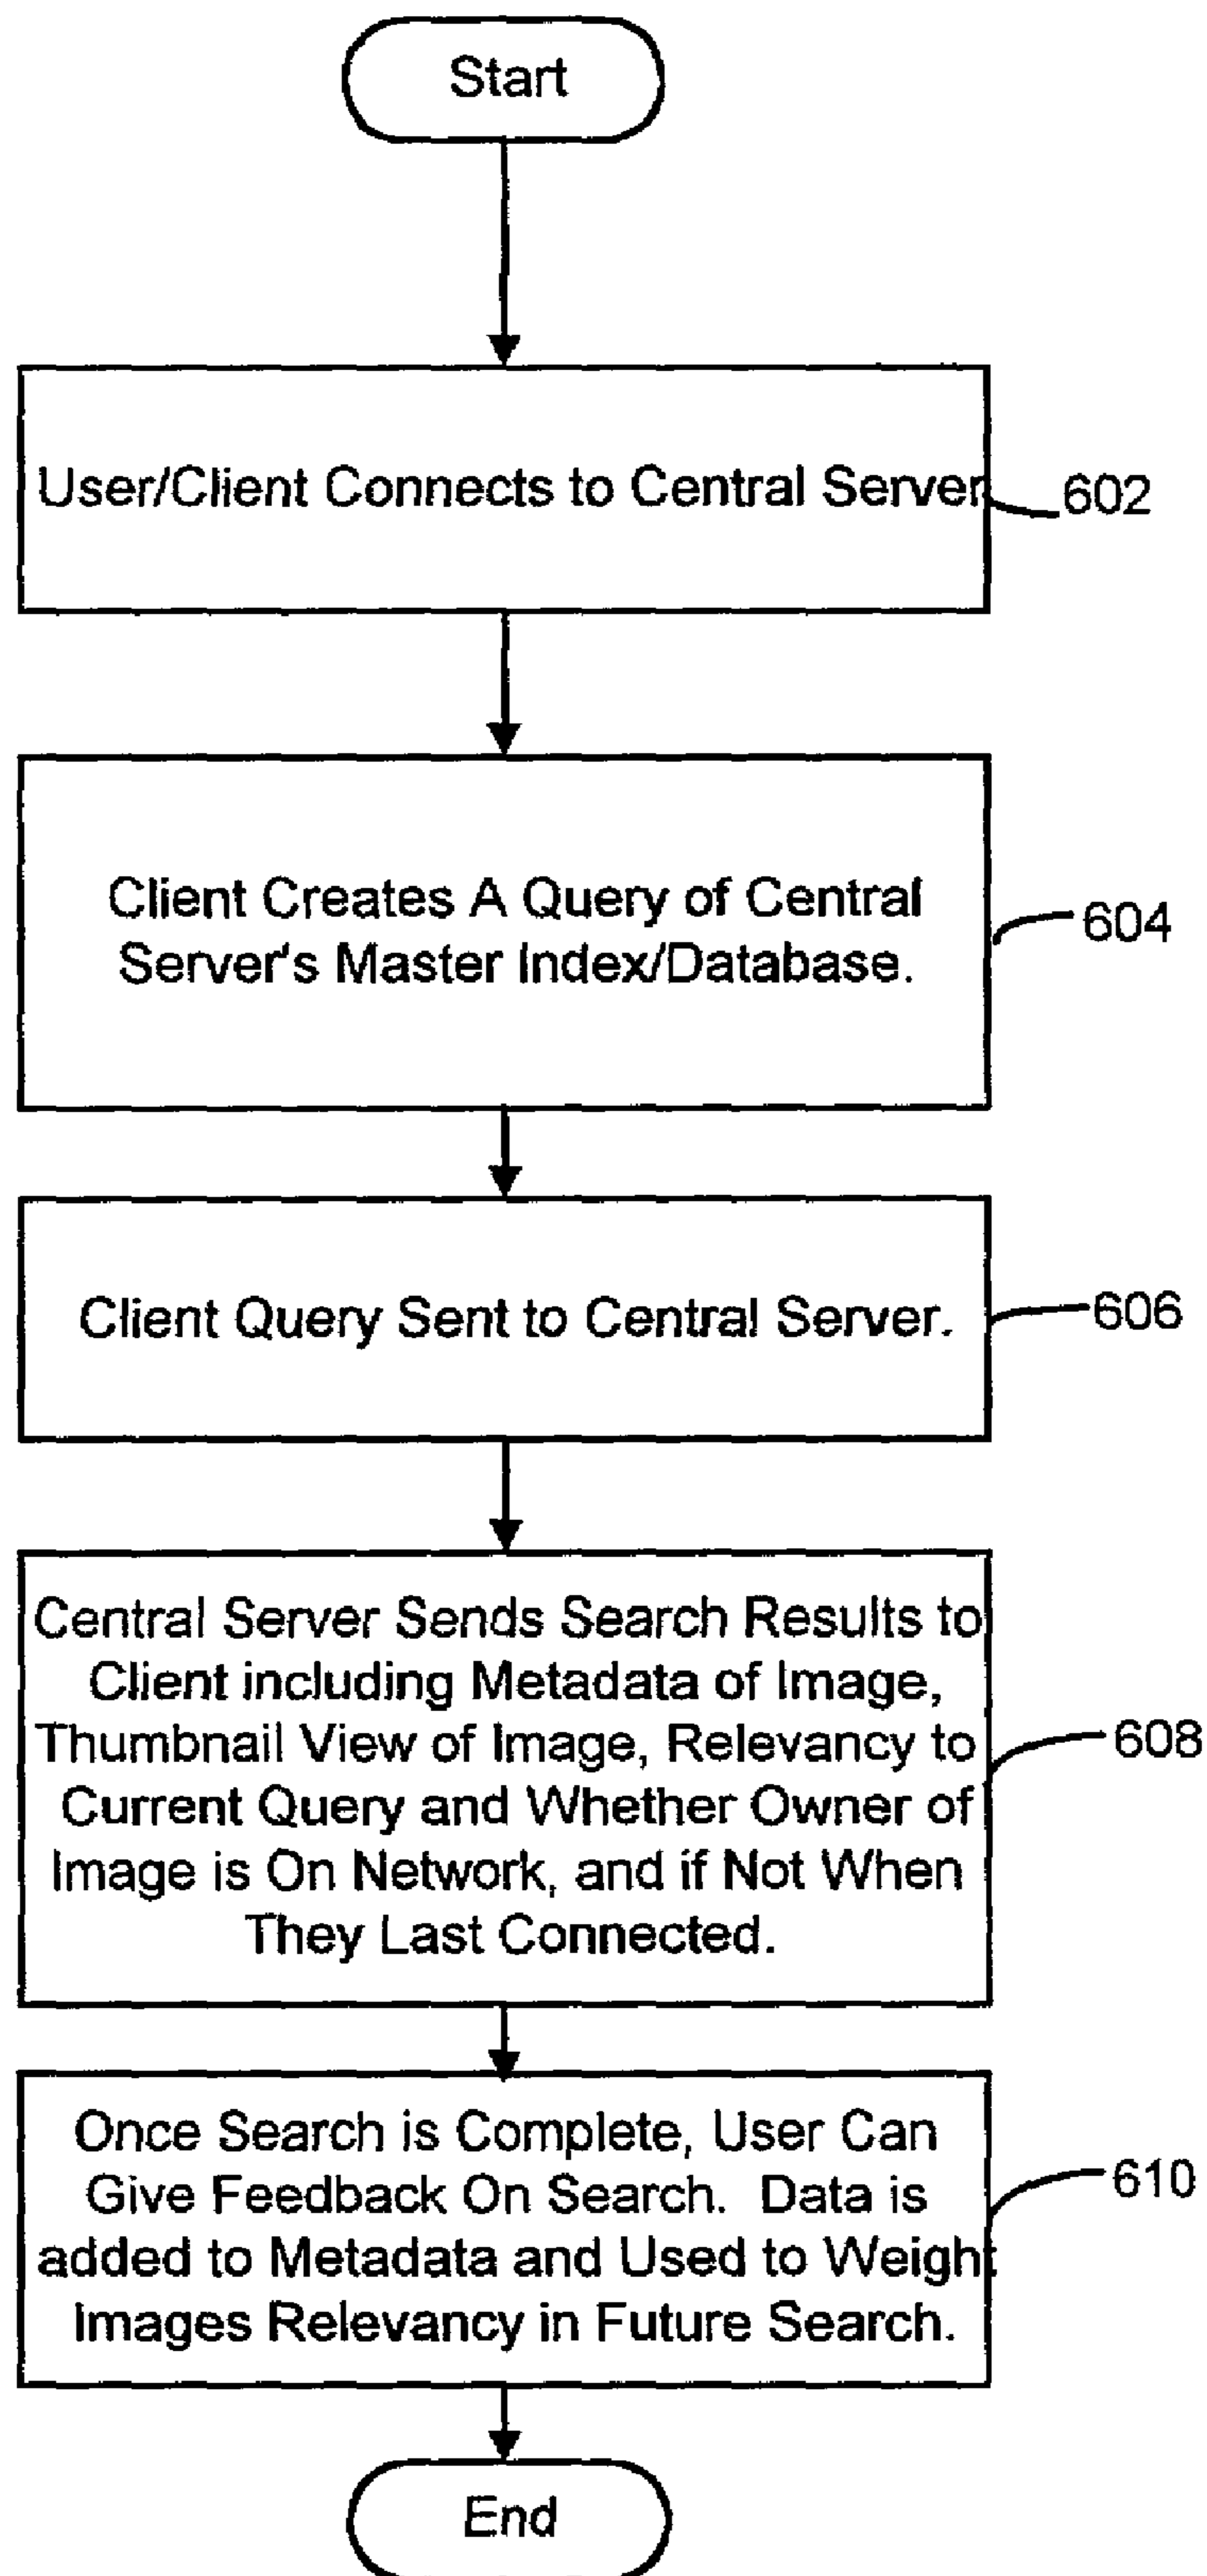 Start
User/Client Connects to Central Server
602
Client Creates A Query of Central
Server's Master Index/Database.
604
Client Query Sent to Central Server.
606
Central Server Sends Search Results to
Client including Metadata of Image,
Thumbnail View of Image, Relevancy to
Current Query and Whether Owner of
Image is On Network, and if Not When
They Last Connected.
608
Once Search is Complete, User Can
Give Feedback On Search. Data is
added to Metadata and Used to Weight
Images Relevancy in Future Search.
610
End